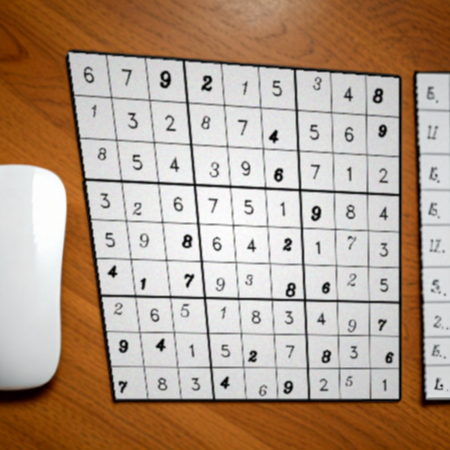 6 7 9 2 1 5 3 4 8
1 3 2 8 7 4 5 6 9
8 5 4 3 9 6 7 1 2
3 2 6 7 5 1 9 8 4
5 9 8 6 4 2 1 7 3
4 1 7 9 3 8 6 2 5
2 6 5 1 8 3 4 9 7
9 4 1 5 2 7 8 3 6
7 8 3 4 6 9 2 5 1